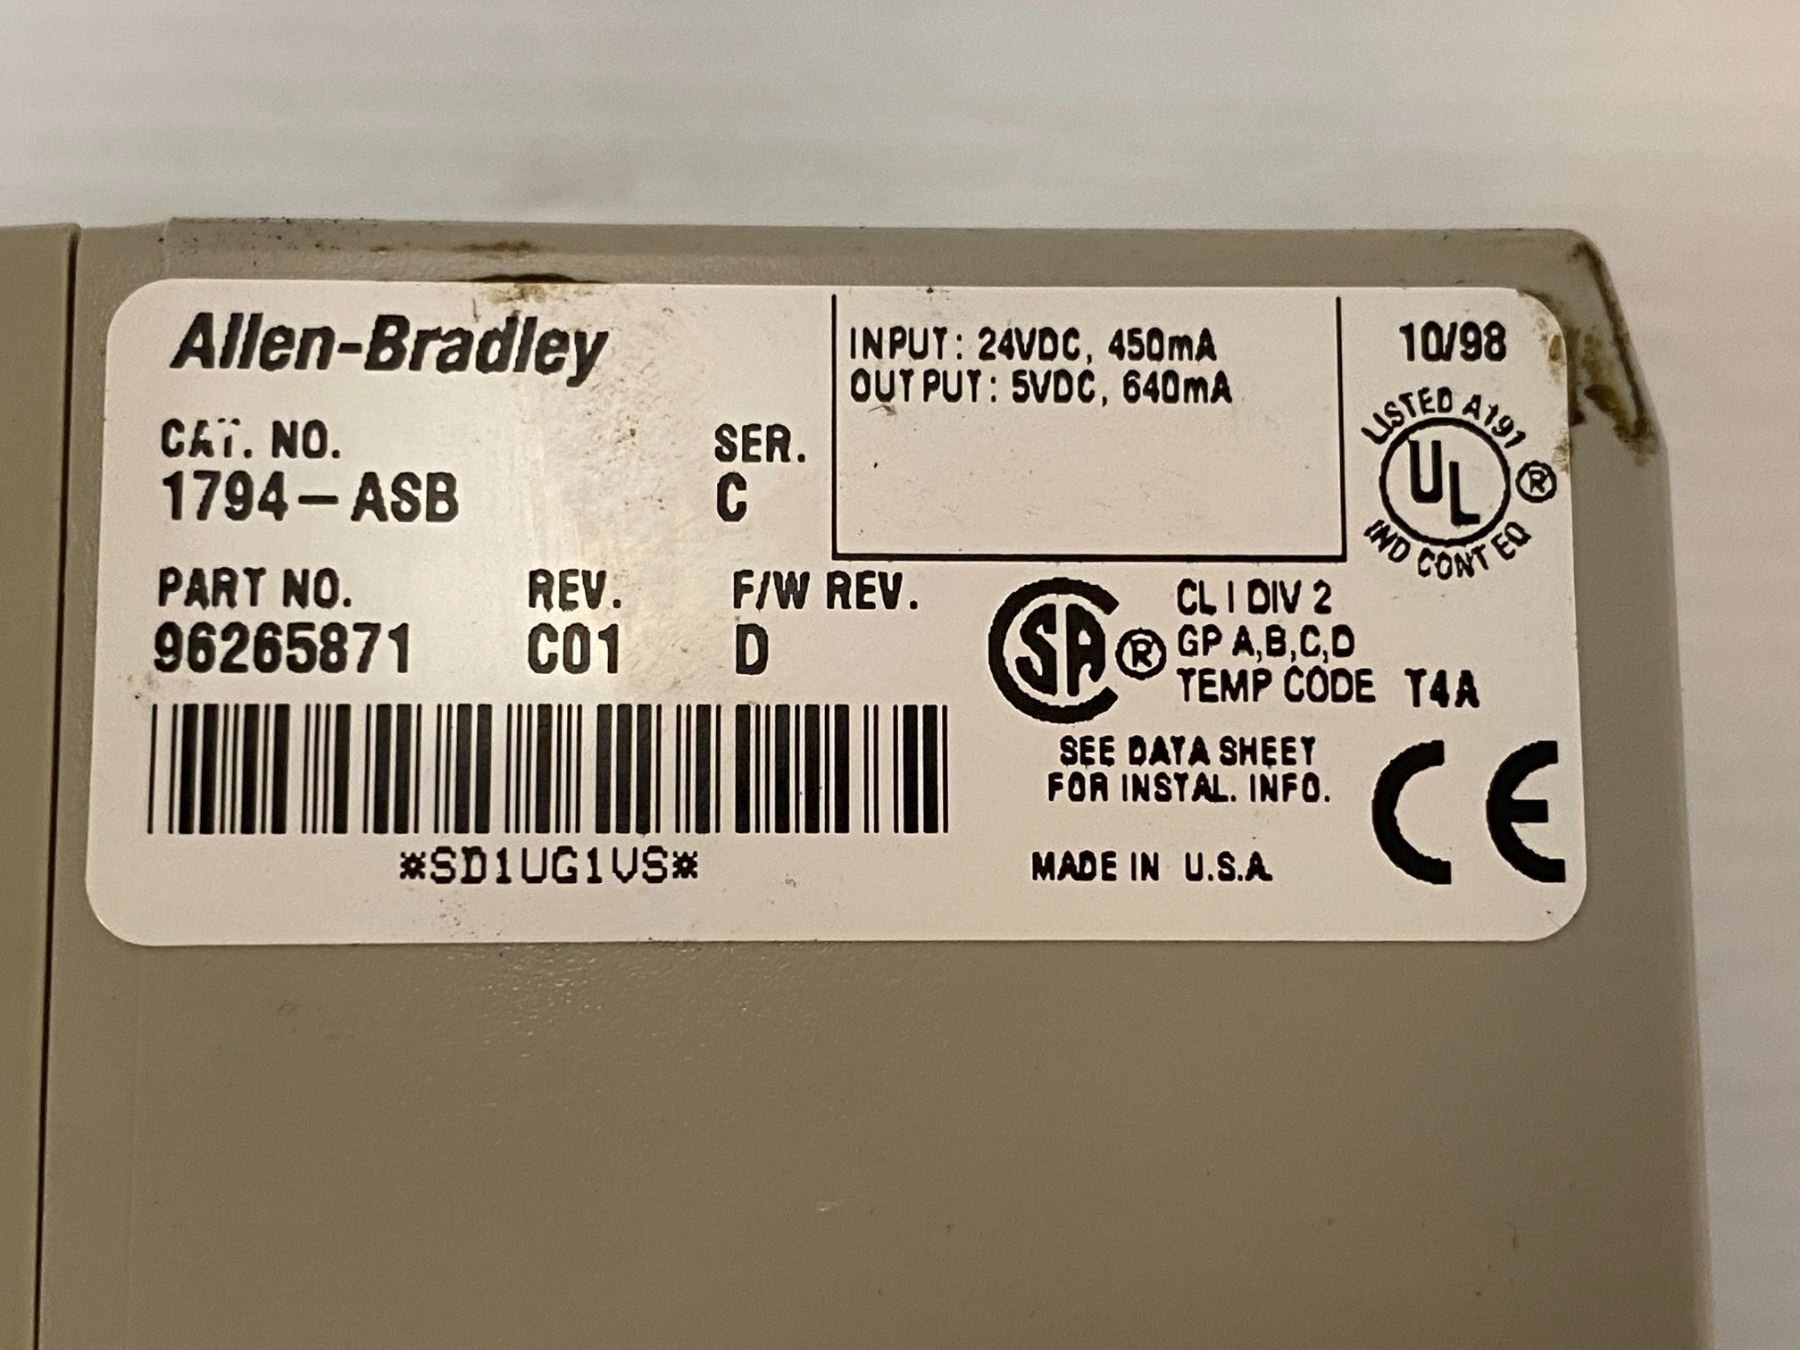 Allen-Bradley
CAT. NO.
1794-ASB
SER.
C
PART NO.
96265871
REV.
C01
F/W REV.
D
*SD1UG1VS*
INPUT: 24VDC, 450mA
OUTPUT: 5VDC, 640mA
10/98
LISTED A191
UL ®
IND CONT EQ
SA ®
CL I DIV 2
GP A,B,C,D
TEMP CODE T4A
SEE DATA SHEET
FOR INSTAL. INFO.
MADE IN U.S.A.
CE